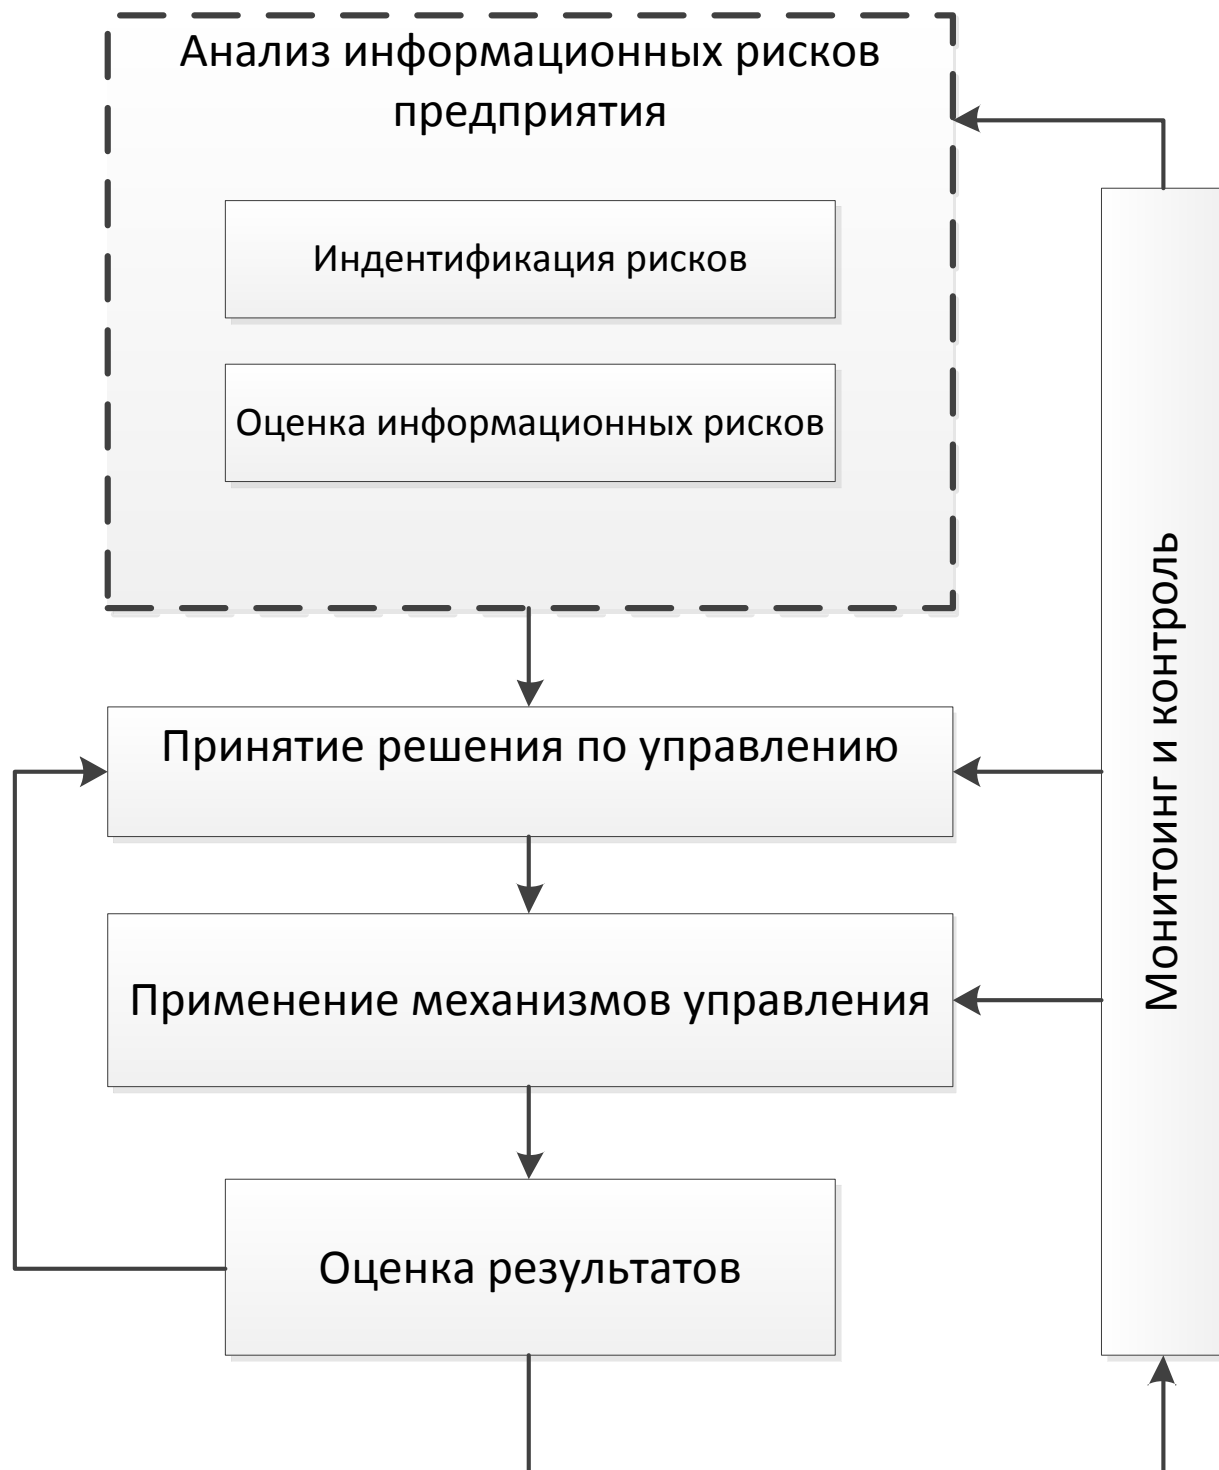 Анализ информационных рисков
предприятия
Индентификация рисков
Оценка информационных рисков
Принятие решения по управлению
Применение механизмов управления
Оценка результатов
Монитоинг и контроль